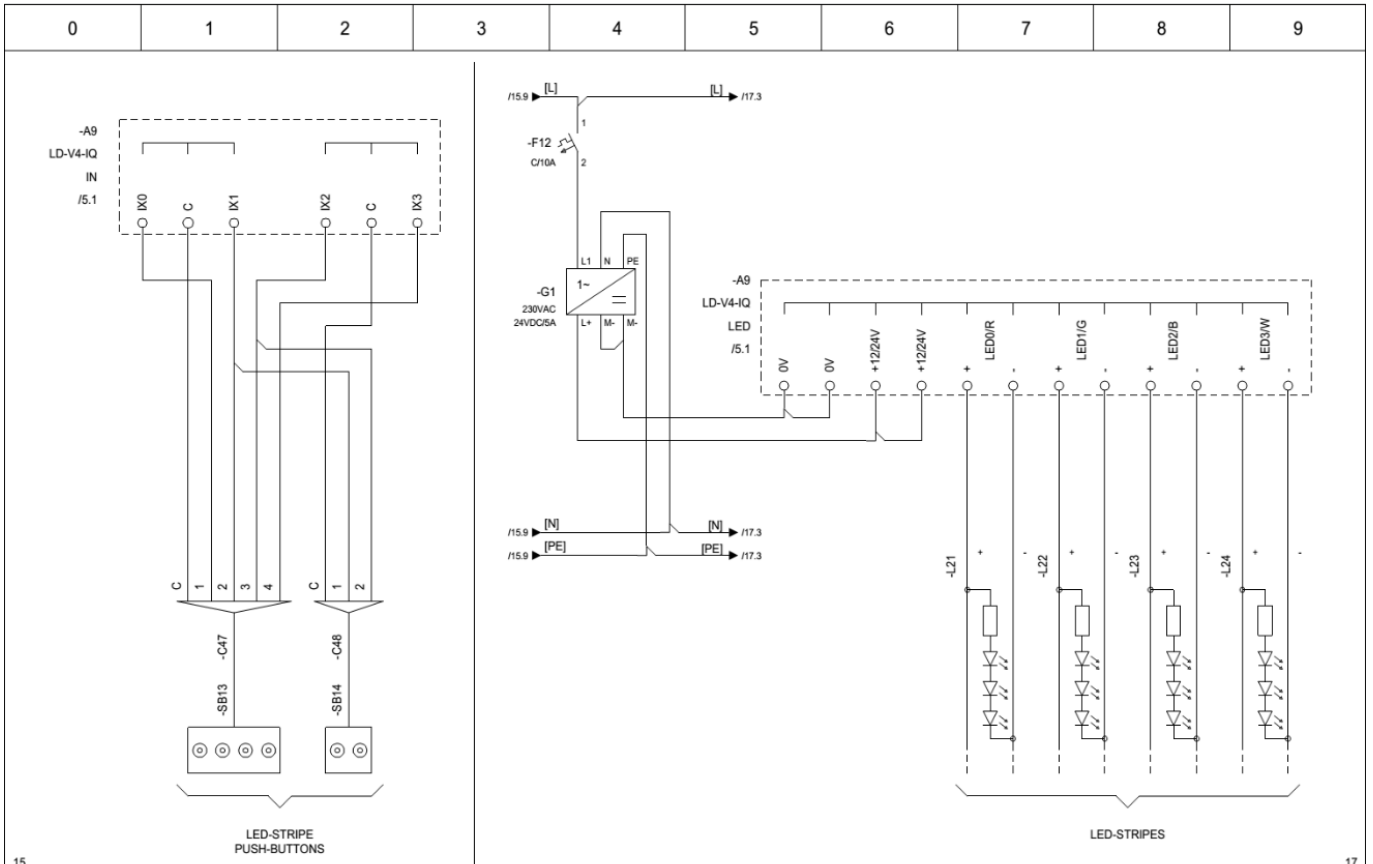 0 1 2 3 4 5 6 7 8 9
/15.9 [L] [L] /17.3
-A9
LD-V4-IQ
IN
/5.1
IX0 C IX1 IX2 C IX3
1
-F12
C/10A
2
L1 N PE
-G1
1~
230VAC
24VDC/5A
L+ M- M-
-A9
LD-V4-IQ
LED
/5.1
0V 0V +12/24V +12/24V
LED0/R LED1/G LED2/B LED3/W
+ - + - + - + -
/15.9 [N] [N] /17.3
/15.9 [PE] [PE] /17.3
C 1 2 3 4
C 1 2
-C47
-C48
-SB13
-SB14
-L21 + -
-L22 + -
-L23 + -
-L24 + -
LED-STRIPE
PUSH-BUTTONS
LED-STRIPES
15
17